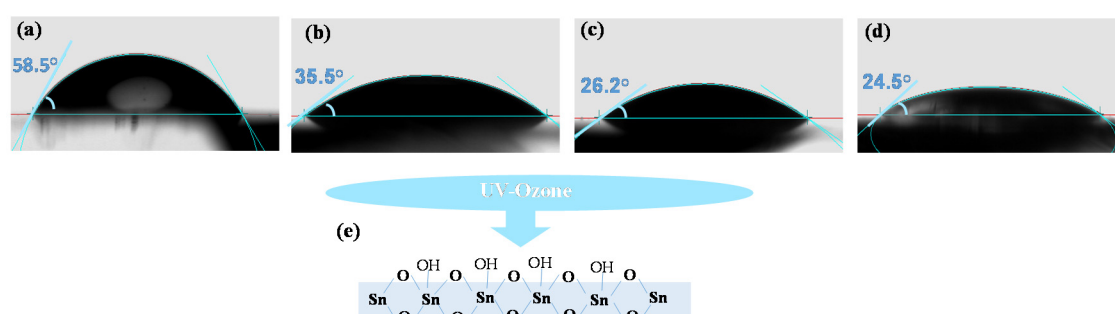 (a)
58.5°
(b)
35.5°
(c)
26.2°
(d)
24.5°
UV-Ozone
(e)
O OH O OH O OH O OH O
Sn Sn Sn Sn Sn Sn
O O O O O